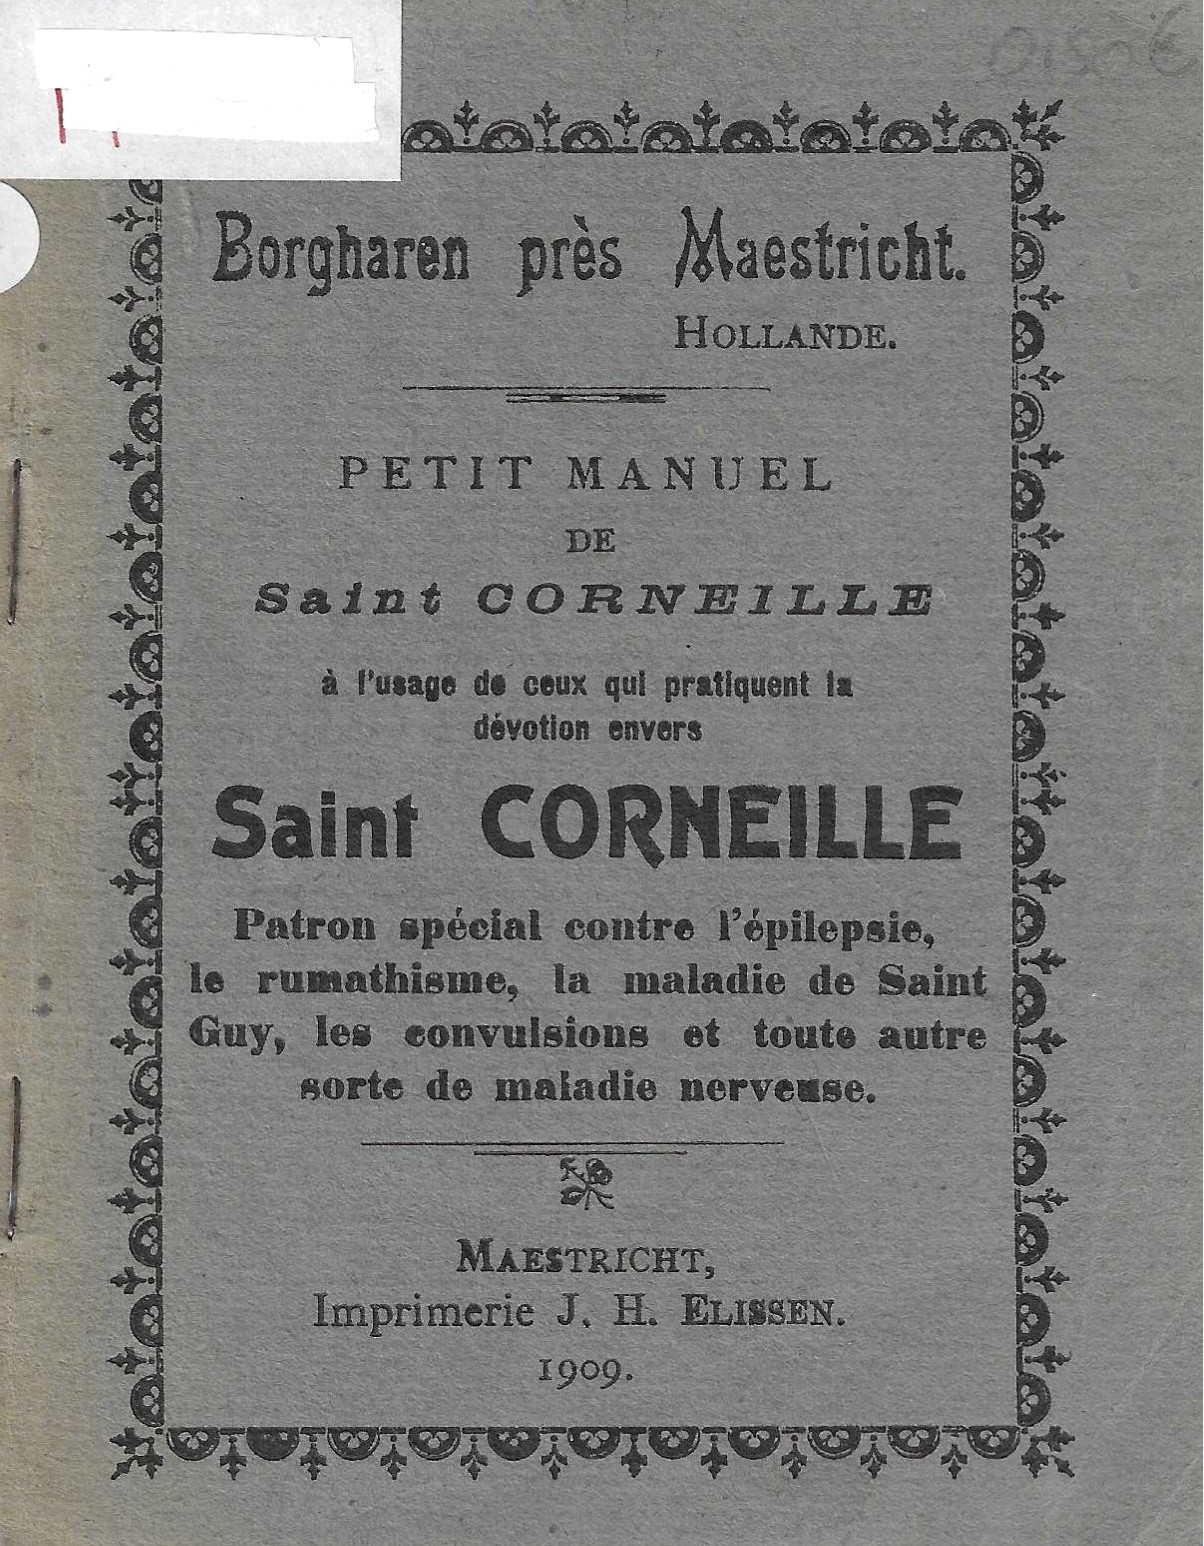 Borgharen près Maestricht.
HOLLANDE.
PETIT MANUEL
DE
Saint CORNEILLE
à l'usage de ceux qui pratiquent la
dévotion envers
Saint CORNEILLE
Patron spécial contre l'épilepsie,
le rumathisme, la maladie de Saint
Guy, les convulsions et toute autre
sorte de maladie nerveuse.
MAESTRICHT,
Imprimerie J. H. ELISSEN.
1909.